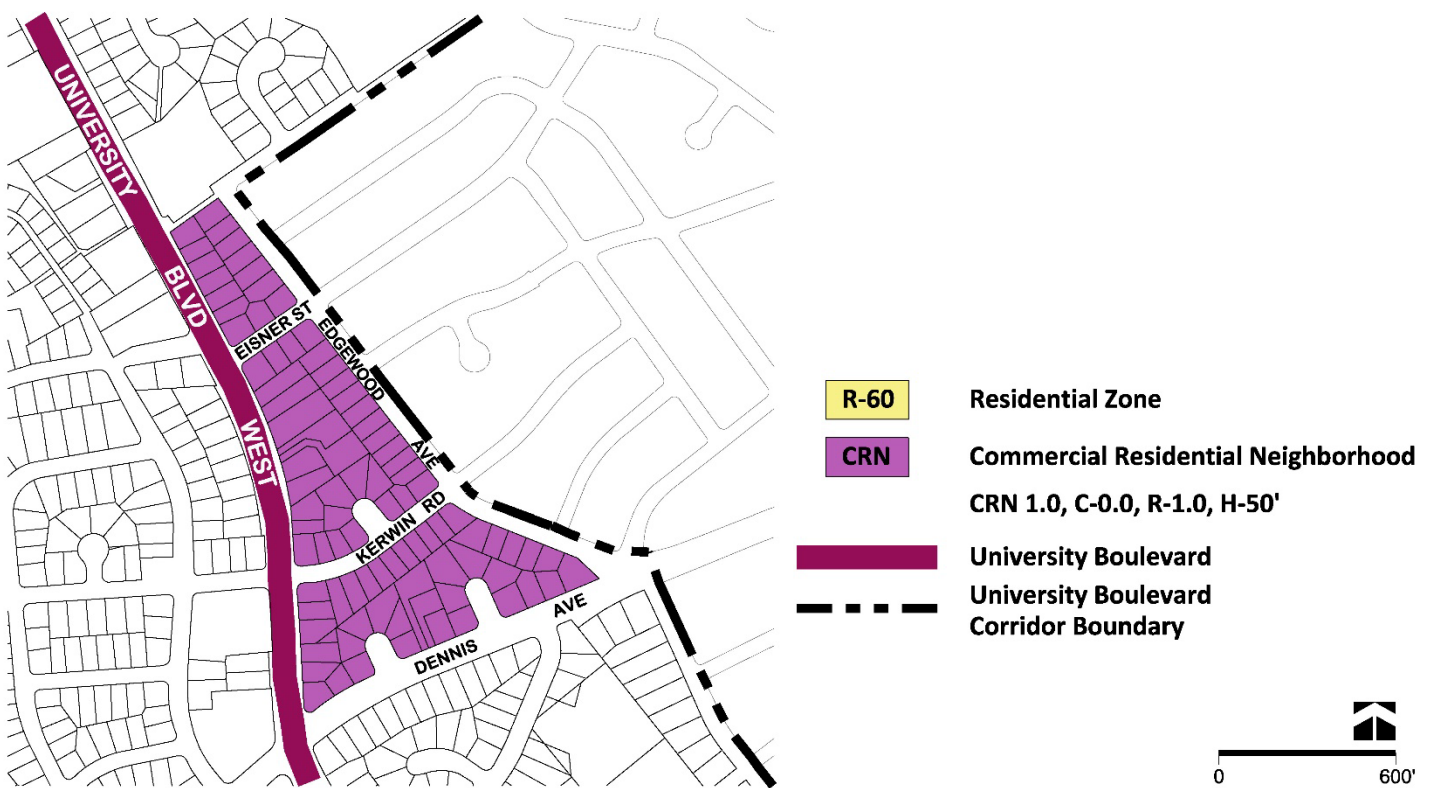 UNIVERSITY
BLVD
WEST
EISNER ST
EDGEWOOD
AVE
KERWIN RD
DENNIS
AVE
R-60
Residential Zone
CRN
Commercial Residential Neighborhood
CRN 1.0, C-0.0, R-1.0, H-50'
University Boulevard
University Boulevard
Corridor Boundary
0
600'